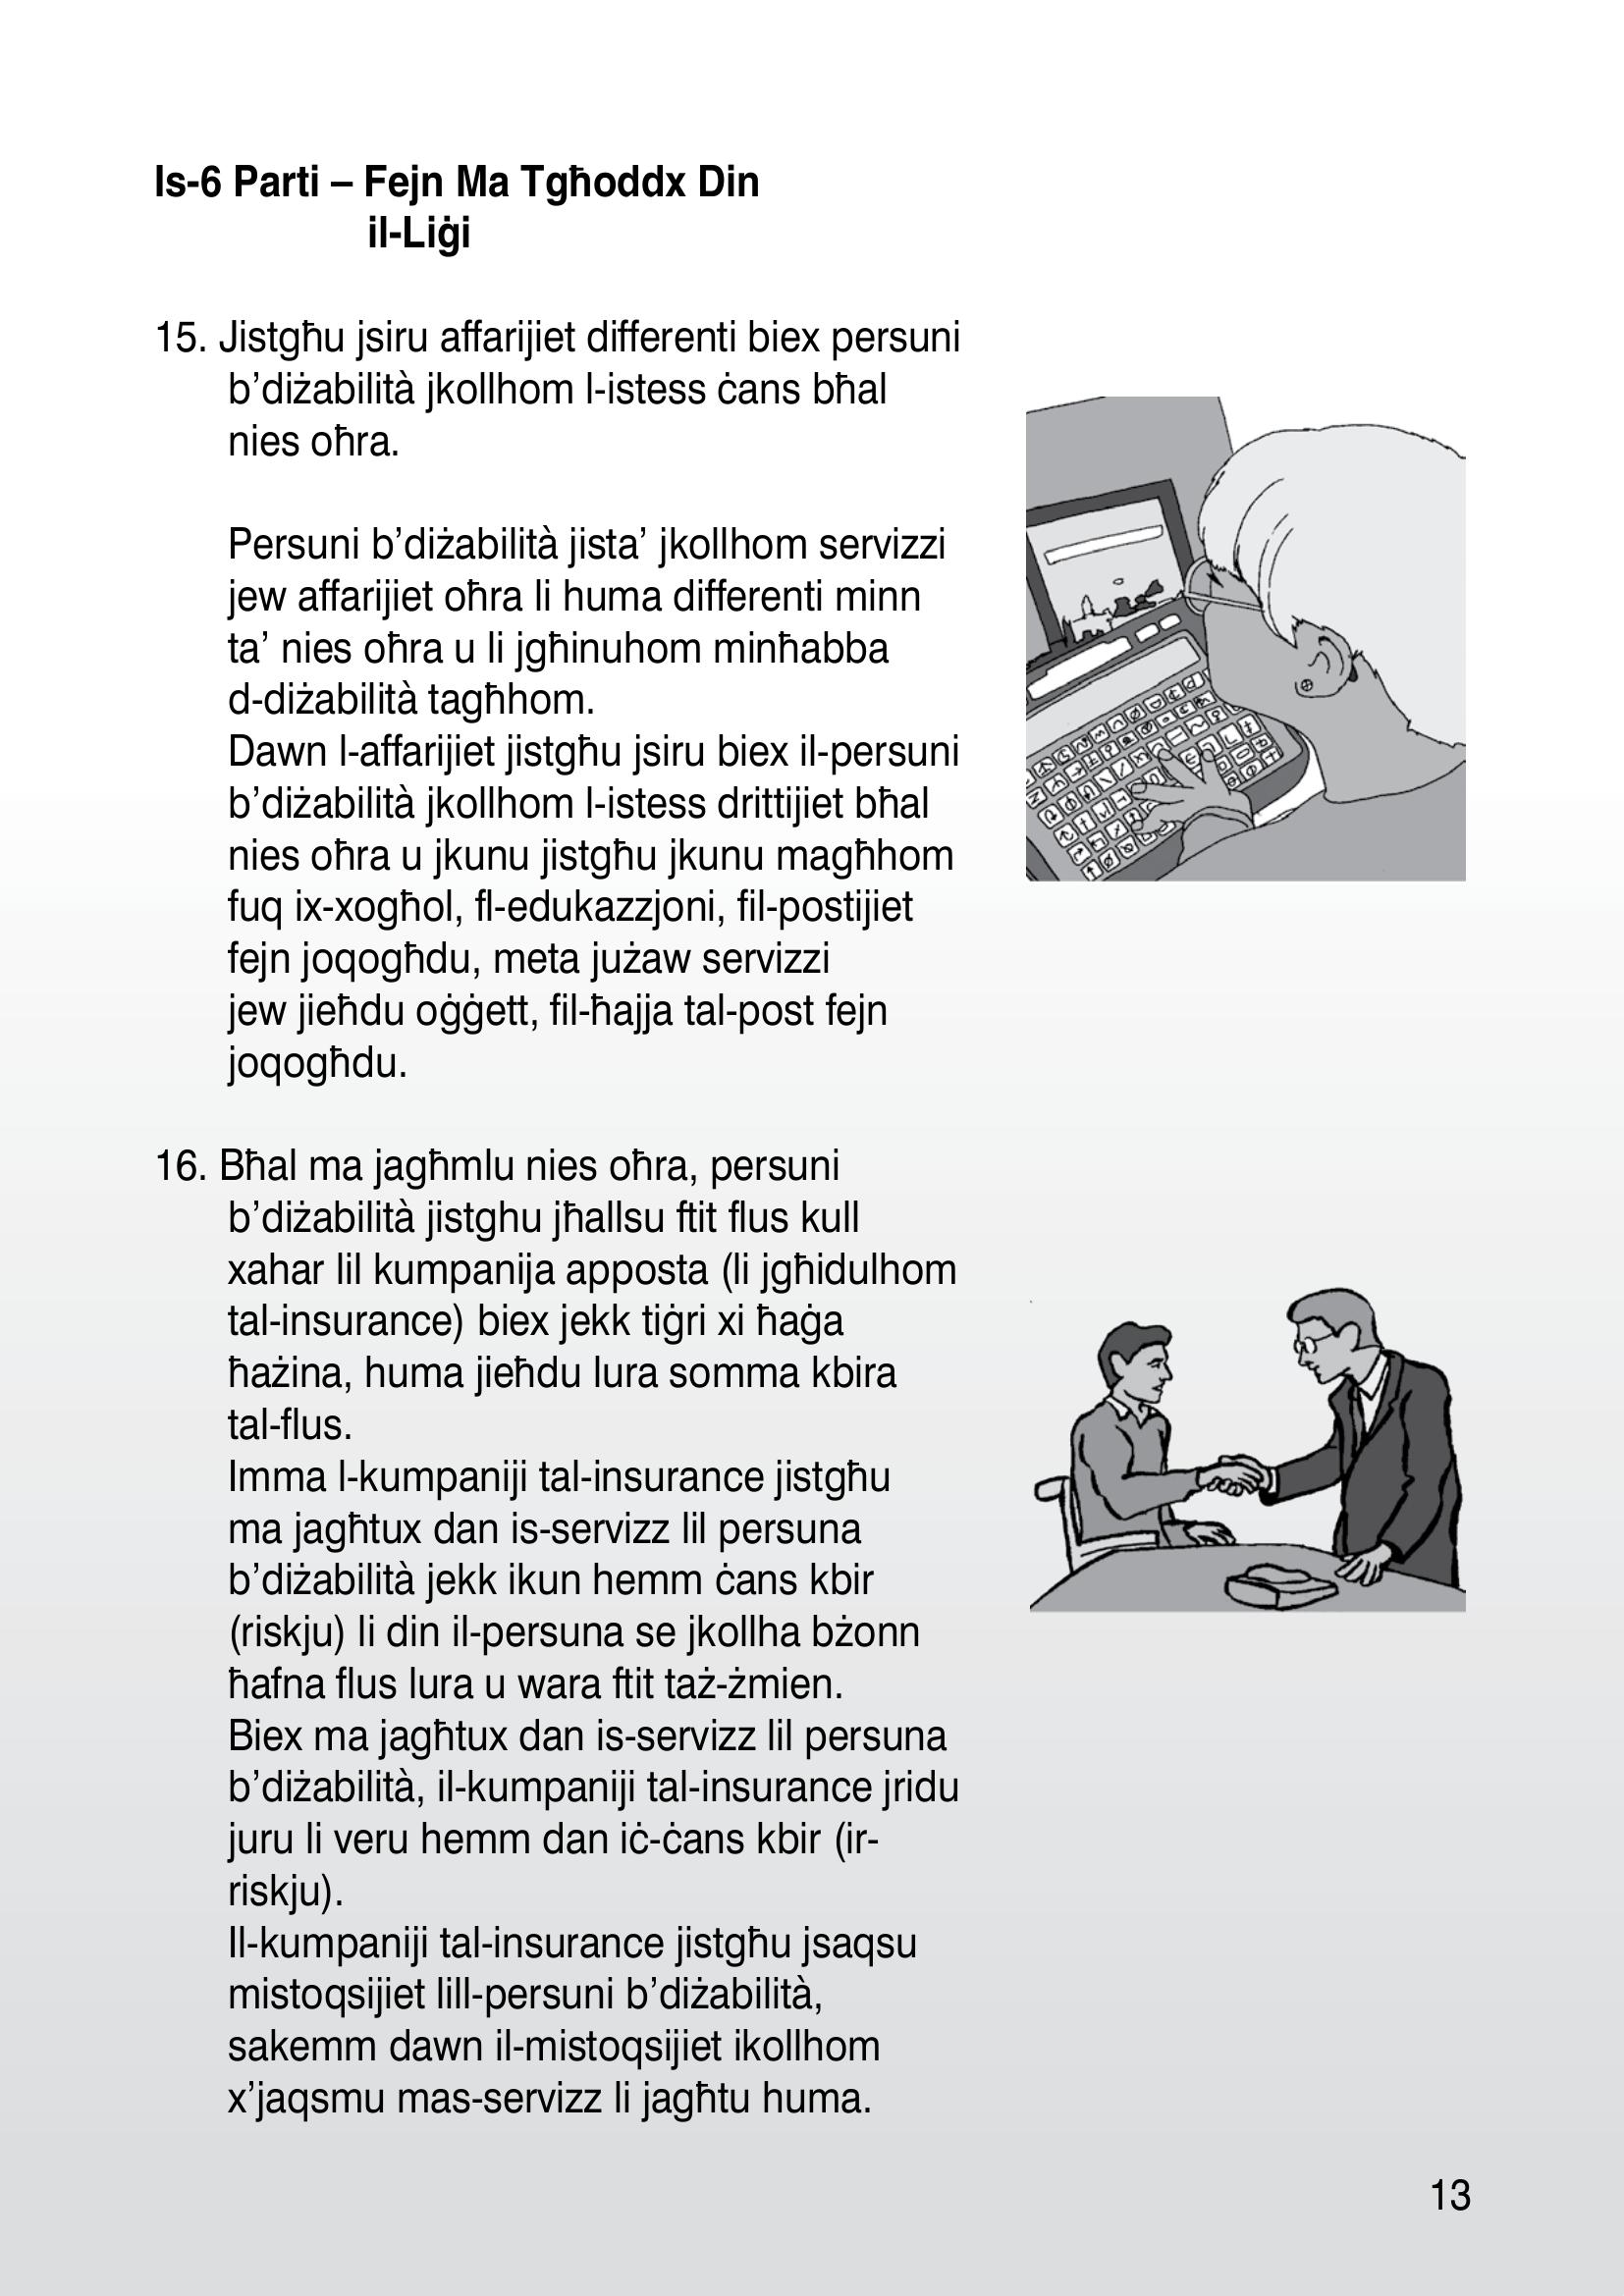 Is-6 Parti – Fejn Ma Tgħoddx Din
il-Liġi
15. Jistgħu jsiru affarijiet differenti biex persuni
b’diżabilità jkollhom l-istess ċans bħal
nies oħra.
Persuni b’diżabilità jista’ jkollhom servizzi
jew affarijiet oħra li huma differenti minn
ta’ nies oħra u li jgħinuhom minħabba
d-diżabilità tagħhom.
Dawn l-affarijiet jistgħu jsiru biex il-persuni
b’diżabilità jkollhom l-istess drittijiet bħal
nies oħra u jkunu jistgħu jkunu magħhom
fuq ix-xogħol, fl-edukazzjoni, fil-postijiet
fejn joqogħdu, meta jużaw servizzi
jew jieħdu oġġett, fil-ħajja tal-post fejn
joqogħdu.
16. Bħal ma jagħmlu nies oħra, persuni
b’diżabilità jistghu jħallsu ftit flus kull
xahar lil kumpanija apposta (li jgħidulhom
tal-insurance) biex jekk tiġri xi ħaġa
ħażina, huma jieħdu lura somma kbira
tal-flus.
Imma l-kumpaniji tal-insurance jistgħu
ma jagħtux dan is-servizz lil persuna
b’diżabilità jekk ikun hemm ċans kbir
(riskju) li din il-persuna se jkollha bżonn
ħafna flus lura u wara ftit taż-żmien.
Biex ma jagħtux dan is-servizz lil persuna
b’diżabilità, il-kumpaniji tal-insurance jridu
juru li veru hemm dan iċ-ċans kbir (ir-
riskju).
Il-kumpaniji tal-insurance jistgħu jsaqsu
mistoqsijiet lill-persuni b’diżabilità,
sakemm dawn il-mistoqsijiet ikollhom
x’jaqsmu mas-servizz li jagħtu huma.
13